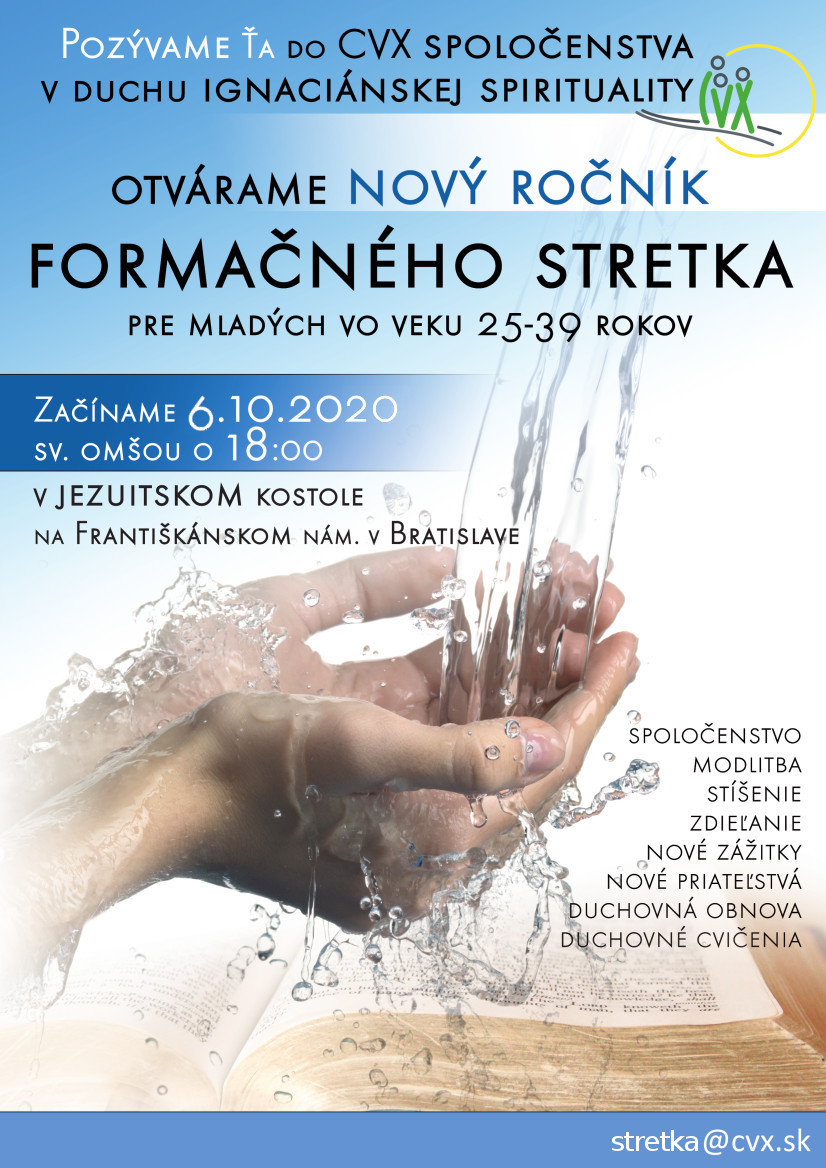 Pozývame Ťa do CVX spoločenstva
v duchu ignaciánskej spirituality
CVX
otvárame nový ročník
formačného stretka
pre mladých vo veku 25-39 rokov
Začíname 6.10.2020
sv. omšou o 18:00
v jezuitskom kostole
na Františkánskom nám. v Bratislave
spoločenstvo
modlitba
stíšenie
zdieľanie
nové zážitky
nové priateľstvá
duchovná obnova
duchovné cvičenia
stretka@cvx.sk